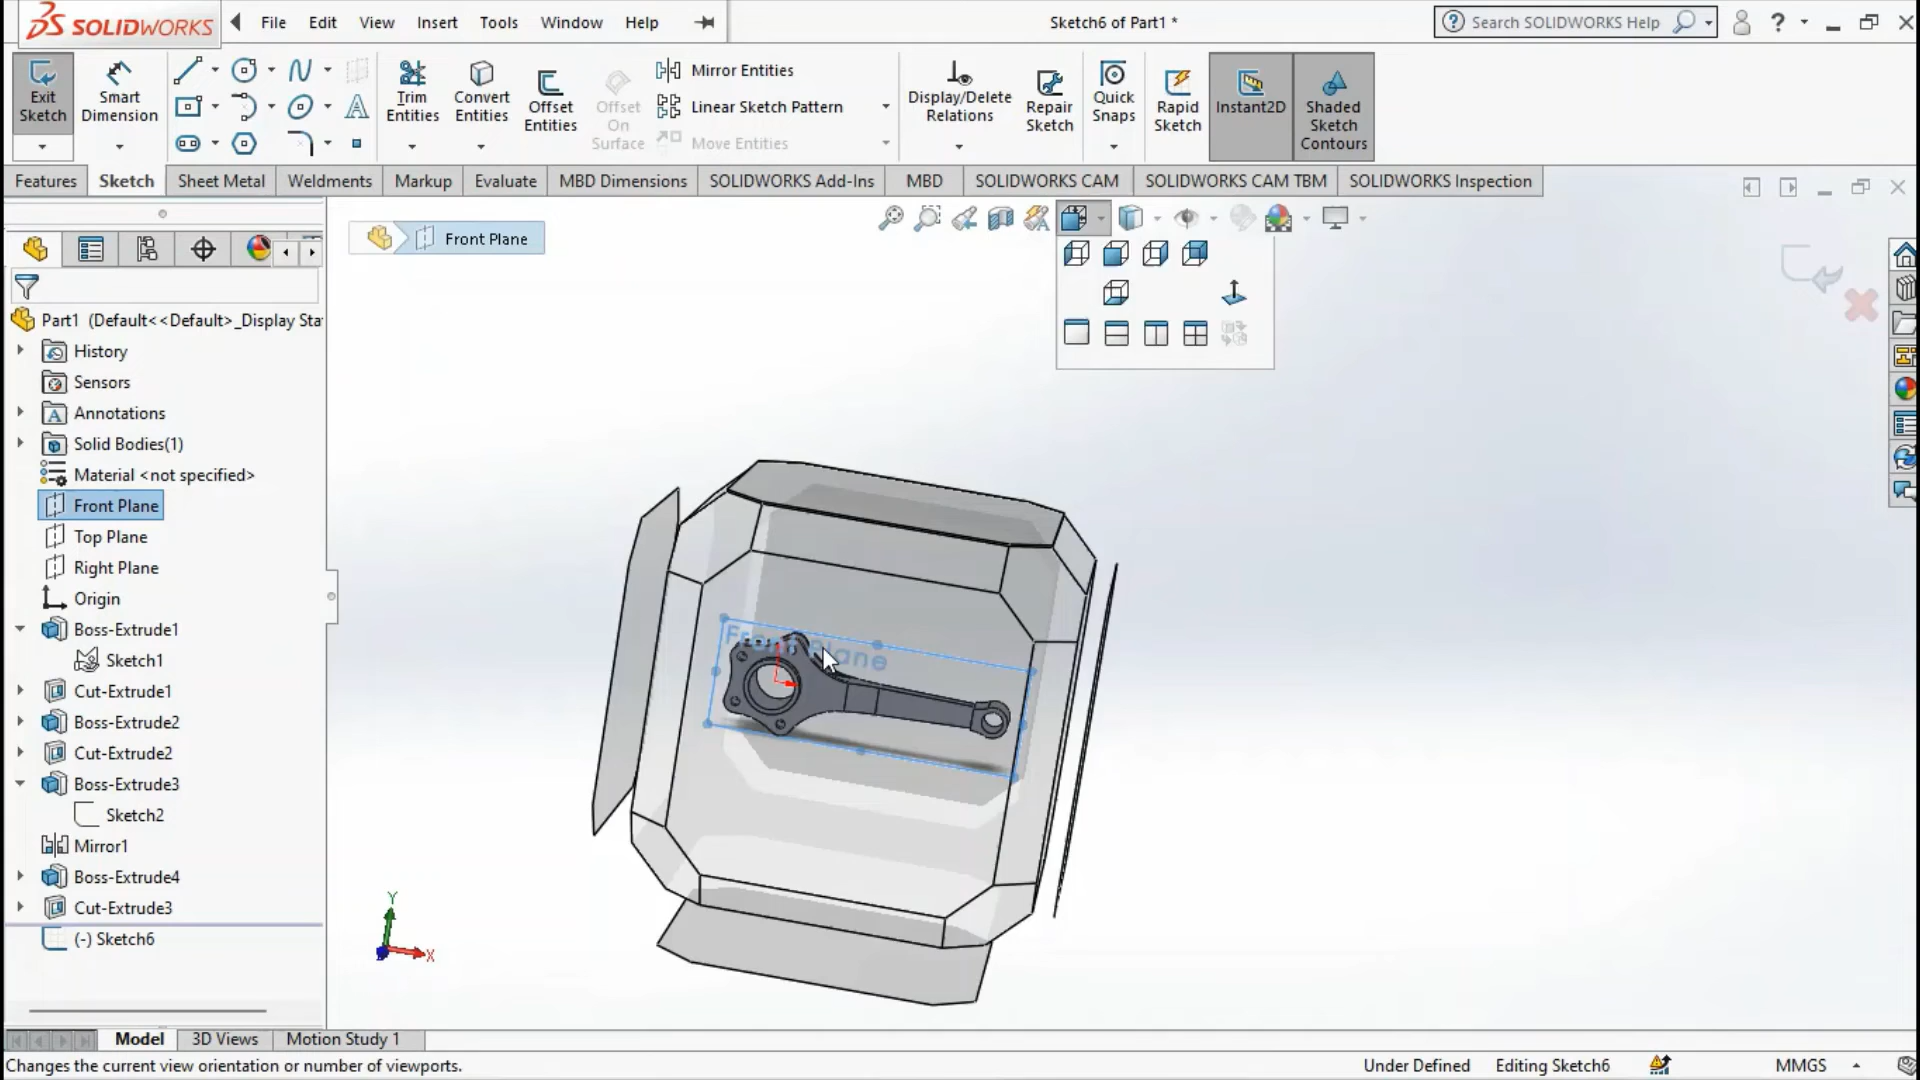 SOLIDWORKS
File Edit View Insert Tools Window Help
Sketch6 of Part1 *
Search SOLIDWORKS Help
?
Exit Sketch
Smart Dimension
Trim Entities
Convert Entities
Offset Entities
Offset On Surface
Mirror Entities
Linear Sketch Pattern
Move Entities
Display/Delete Relations
Repair Sketch
Quick Snaps
Rapid Sketch
Instant2D
Shaded Sketch Contours
Features Sketch Sheet Metal Weldments Markup Evaluate MBD Dimensions SOLIDWORKS Add-Ins MBD SOLIDWORKS CAM SOLIDWORKS CAM TBM SOLIDWORKS Inspection
Front Plane
Part1 (Default<<Default>_Display Sta
History
Sensors
Annotations
Solid Bodies(1)
Material <not specified>
Front Plane
Top Plane
Right Plane
Origin
Boss-Extrude1
Sketch1
Cut-Extrude1
Boss-Extrude2
Cut-Extrude2
Boss-Extrude3
Sketch2
Mirror1
Boss-Extrude4
Cut-Extrude3
(-) Sketch6
Front Plane
Y
X
Model 3D Views Motion Study 1
Changes the current view orientation or number of viewports.
Under Defined Editing Sketch6 MMGS